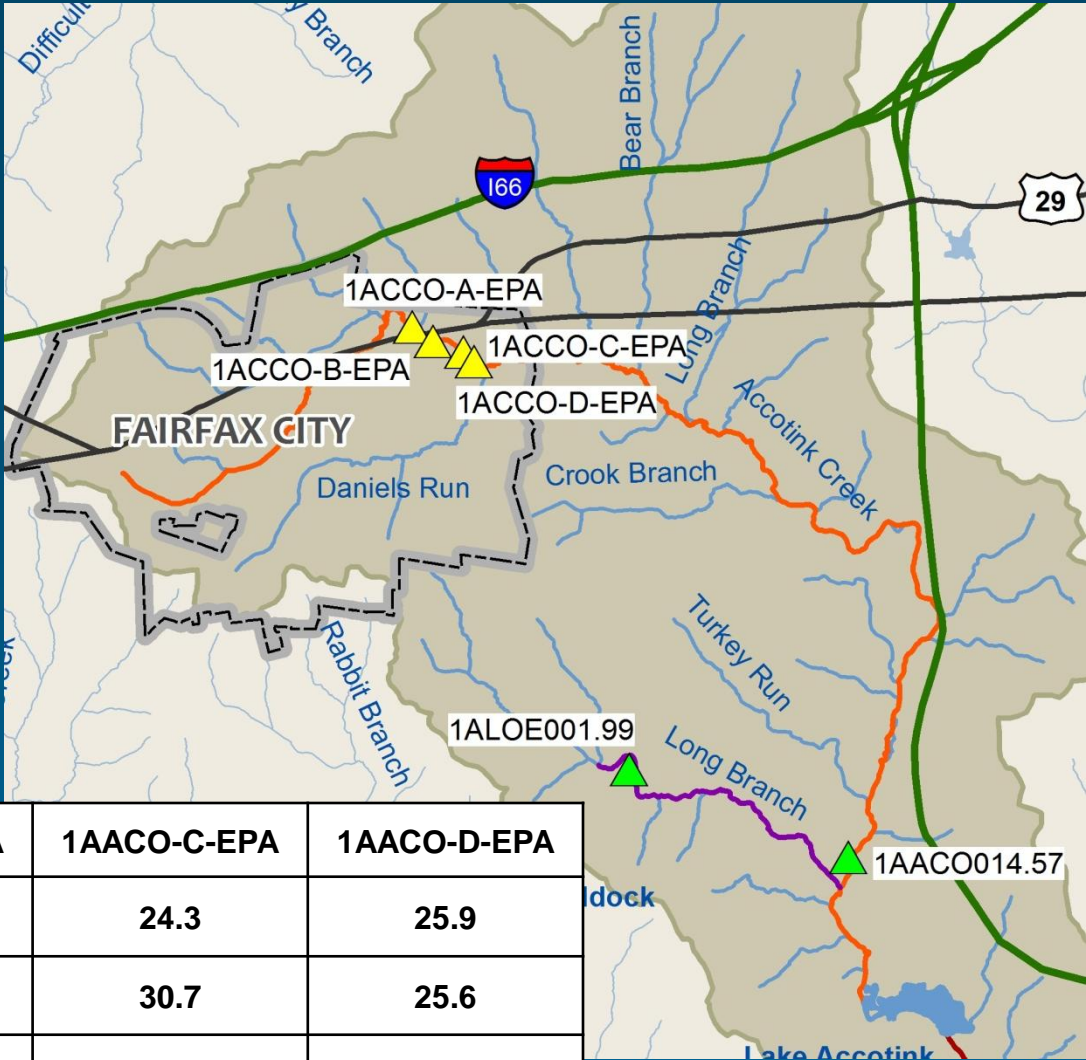 Difficult
y Branch
Bear Branch
I66
29
1ACCO-A-EPA
Long Branch
1ACCO-C-EPA
1ACCO-B-EPA
1ACCO-D-EPA
Accotink Creek
FAIRFAX CITY
Crook Branch
Daniels Run
Turkey Run
Rabbit Branch
1ALOE001.99
Long Branch
1AACO014.57
1AACO-C-EPA 1AACO-D-EPA
24.3 25.9
30.7 25.6
Lake Accotink